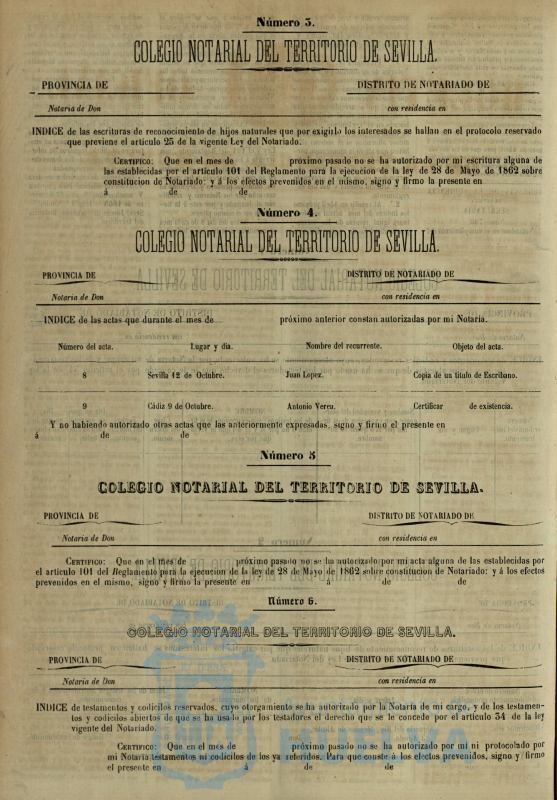 Número 3.
COLEGIO NOTARIAL DEL TERRITORIO DE SEVILLA.
PROVINCIA DE DISTRITO DE NOTARIADO DE
Notaria de Don con residencia en
INDICE de las escrituras de reconocimiento de hijos naturales que por exigirlo los interesados se hallan en el protocolo reservado
que previene el artículo 25 de la vigente Ley del Notariado.
CERTIFICO: Que en el mes de próximo pasado no se ha autorizado por mi escritura alguna de
las establecidas por el artículo 101 del Reglamento para la ejecucion de la ley de 28 de Mayo de 1862 sobre
constitucion de Notariado: y á los efectos prevenidos en el mismo, signo y firmo la presente en
á de de
Número 4.
COLEGIO NOTARIAL DEL TERRITORIO DE SEVILLA.
PROVINCIA DE DISTRITO DE NOTARIADO DE
Notaria de Don con residencia en
INDICE de las actas que durante el mes de próximo anterior constan autorizadas por mi Notaría.
Número del acta. Lugar y dia. Nombre del recurrente. Objeto del acta.
8 Sevilla 12 de Octubre. Juan Lopez. Copia de un título de Escribano.
9 Cádiz 9 de Octubre. Antonio Vereu. Certificar de existencia.
Y no habiendo autorizado otras actas que las anteriormente expresadas, signo y firmo el presente en
á de de
Número 5
COLEGIO NOTARIAL DEL TERRITORIO DE SEVILLA.
PROVINCIA DE DISTRITO DE NOTARIADO DE
Notaria de Don con residencia en
CERTIFICO: Que en el mes de próximo pasado no se ha autorizado por mi acta alguna de las establecidas por
el artículo 101 del Reglamento para la ejecucion de la ley de 28 de Mayo de 1862 sobre constitucion de Notariado: y á los efectos
prevenidos en el mismo, signo y firmo la presente en á de de
Número 6.
COLEGIO NOTARIAL DEL TERRITORIO DE SEVILLA.
PROVINCIA DE DISTRITO DE NOTARIADO DE
Notaria de Don con residencia en
INDICE de testamentos y codicilos reservados, cuyo otorgamiento se ha autorizado por la Notaría de mi cargo, y de los testamen-
tos y codicilos abiertos de que se ha usado por los testadores el derecho que se le concede por el artículo 34 de la ley
vigente del Notariado.
CERTIFICO: Que en el mes de próximo pasado no se ha autorizado por mi ni protocolado por
mi Notaría testamentos ni codicilos de los ya referidos. Para que conste á los efectos prevenidos, signo y firmo
el presente en á de de
HUELVA